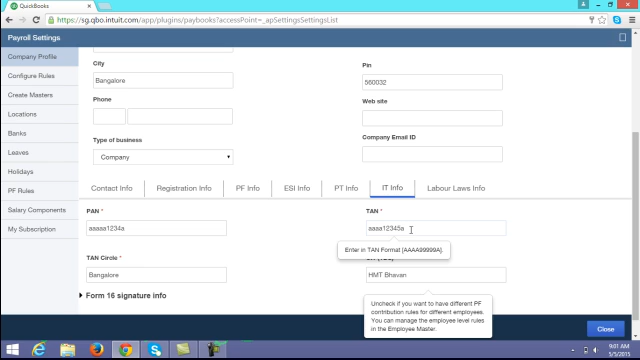 QuickBooks
https://sg.qbo.intuit.com/app/plugins/paybooks?accessPoint=_apSettingsSettingsList
Payroll Settings
Company Profile
Configure Rules
Create Masters
Locations
Banks
Leaves
Holidays
PF Rules
Salary Components
My Subscription
City
Bangalore
Pin
560032
Phone
Web site
Type of business
Company
Company Email ID
Contact Info
Registration Info
PF Info
ESI Info
PT Info
IT Info
Labour Laws Info
PAN *
aaaaa1234a
TAN *
aaaa12345a
Enter in TAN Format [AAAA99999A].
TAN Circle *
Bangalore
HMT Bhavan
Form 16 signature info
Uncheck if you want to have different PF
contribution rules for different employees.
You can manage the employee level rules
in the Employee Master.
Close
9:01 AM
5/5/2015